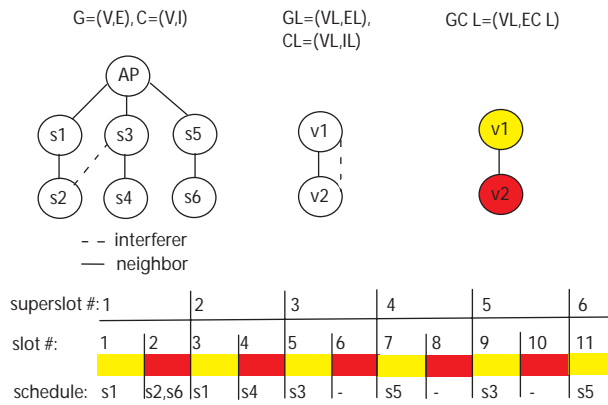 G=(V,E), C=(V,I) GL=(VL,EL), GC L=(VL,EC L)
CL=(VL,IL)
AP
s1 s3 s5 v1 v1
s2 s4 s6 v2 v2
- - interferer
— neighbor
superslot #: 1 2 3 4 5 6
slot #: 1 2 3 4 5 6 7 8 9 10 11
schedule: s1 s2,s6 s1 s4 s3 - s5 - s3 - s5